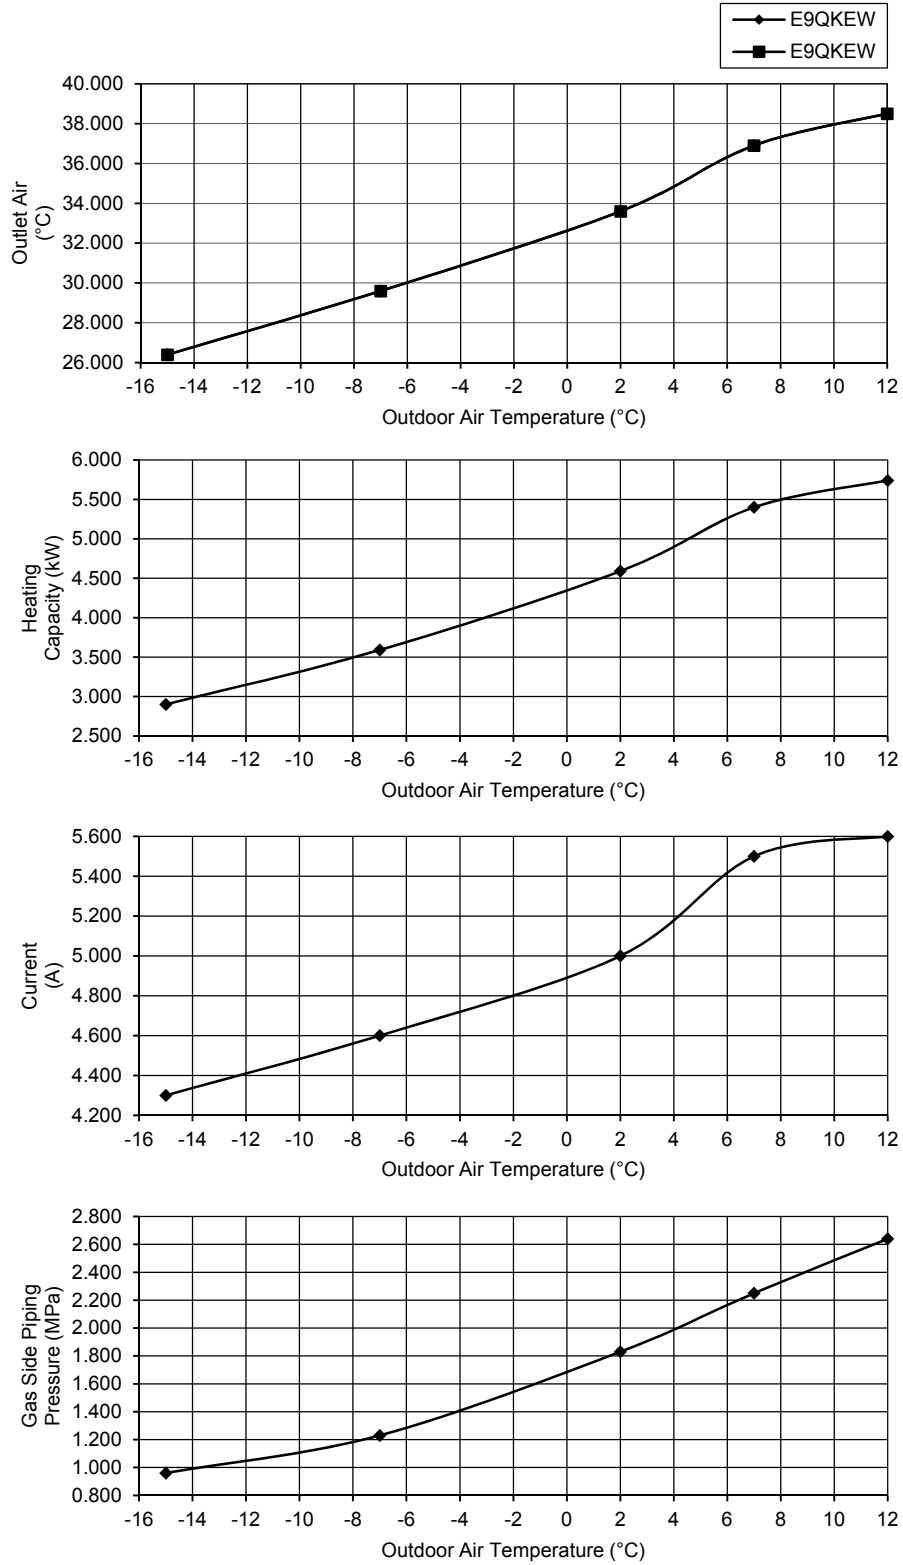 E9QKEW
E9QKEW
Outlet Air
(°C)
40.000
38.000
36.000
34.000
32.000
30.000
28.000
26.000
-16 -14 -12 -10 -8 -6 -4 -2 0 2 4 6 8 10 12
Outdoor Air Temperature (°C)
Heating
Capacity (kW)
6.000
5.500
5.000
4.500
4.000
3.500
3.000
2.500
-16 -14 -12 -10 -8 -6 -4 -2 0 2 4 6 8 10 12
Outdoor Air Temperature (°C)
Current
(A)
5.600
5.400
5.200
5.000
4.800
4.600
4.400
4.200
-16 -14 -12 -10 -8 -6 -4 -2 0 2 4 6 8 10 12
Outdoor Air Temperature (°C)
Gas Side Piping
Pressure (MPa)
2.800
2.600
2.400
2.200
2.000
1.800
1.600
1.400
1.200
1.000
0.800
-16 -14 -12 -10 -8 -6 -4 -2 0 2 4 6 8 10 12
Outdoor Air Temperature (°C)